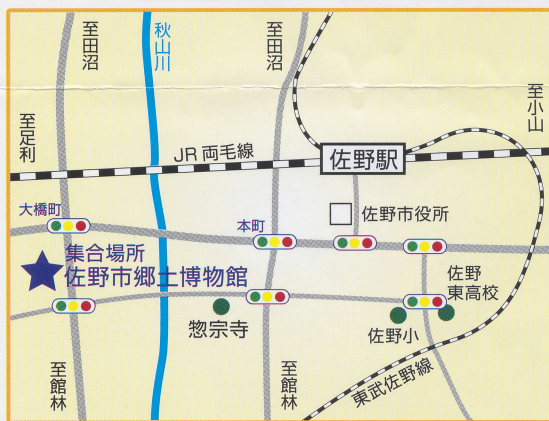 至田沼
秋山川
至田沼
至小山
至足利
JR両毛線
佐野駅
大橋町
本町
佐野市役所
集合場所
佐野市郷土博物館
佐野
東高校
惣宗寺
佐野小
至館林
至館林
東武佐野線